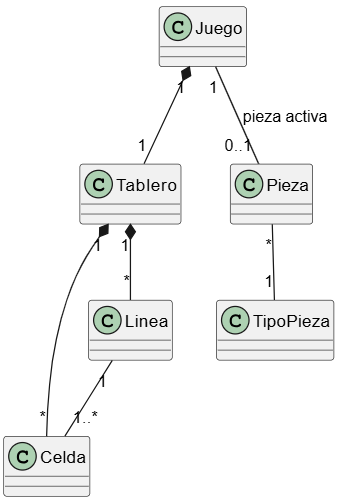 C Juego
1
1
pieza activa
1
0..1
C Tablero
C Pieza
1
1
*
*
1
C Linea
C TipoPieza
1
*
1..*
C Celda